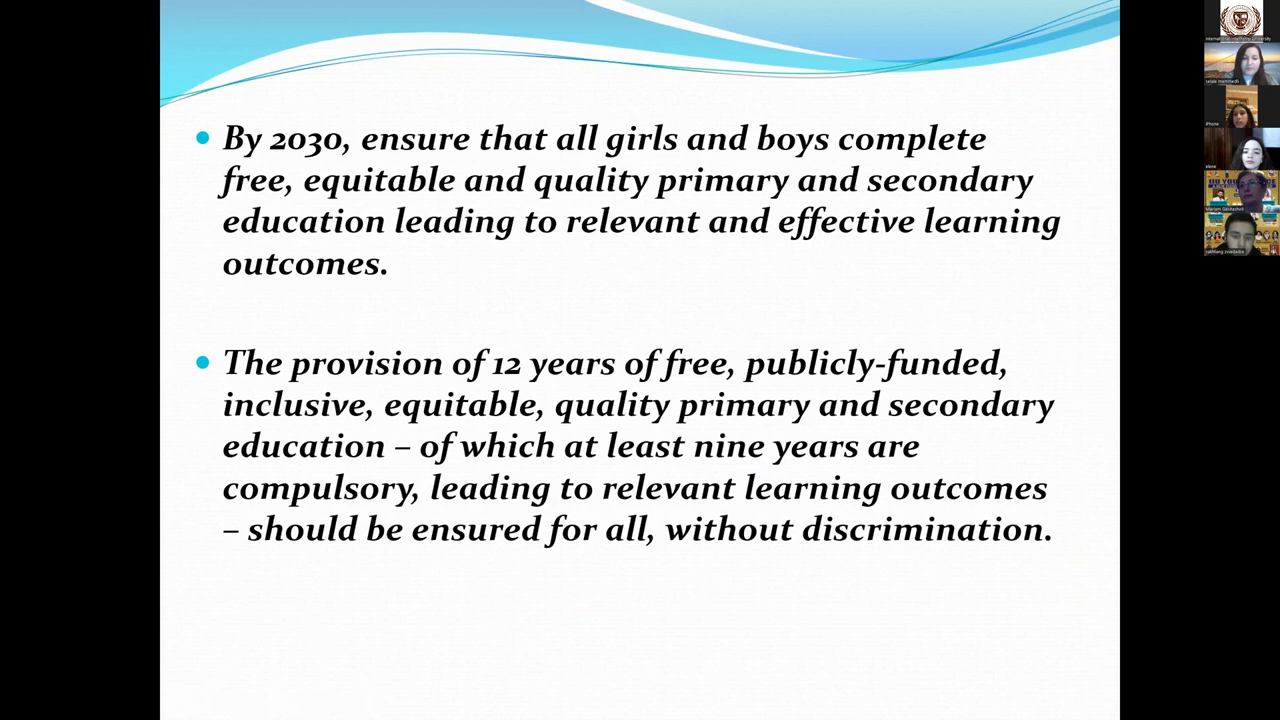 By 2030, ensure that all girls and boys complete
free, equitable and quality primary and secondary
education leading to relevant and effective learning
outcomes.
The provision of 12 years of free, publicly-funded,
inclusive, equitable, quality primary and secondary
education – of which at least nine years are
compulsory, leading to relevant learning outcomes
– should be ensured for all, without discrimination.
iPhone
elene